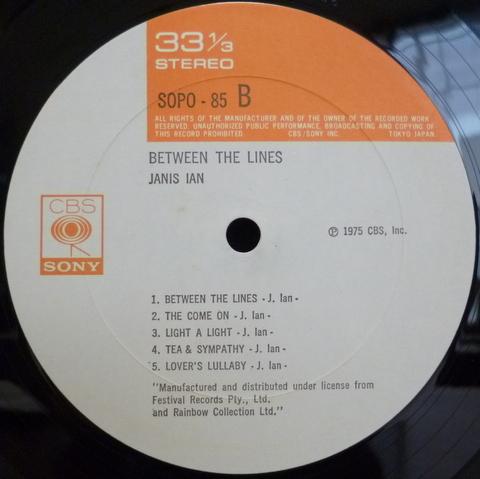 33 1/3
STEREO
SOPO - 85 B
ALL RIGHTS OF THE MANUFACTURER AND OF THE OWNER OF THE RECORDED WORK
RESERVED. UNAUTHORIZED PUBLIC PERFORMANCE, BROADCASTING AND COPYING OF
THIS RECORD PROHIBITED. CBS/SONY INC. TOKYO JAPAN
BETWEEN THE LINES
JANIS IAN
CBS
SONY
℗ 1975 CBS, Inc.
1. BETWEEN THE LINES - J. Ian -
2. THE COME ON - J. Ian -
3. LIGHT A LIGHT - J. Ian -
4. TEA & SYMPATHY - J. Ian -
5. LOVER'S LULLABY - J. Ian -
"Manufactured and distributed under license from
Festival Records Pty., Ltd.
and Rainbow Collection Ltd."